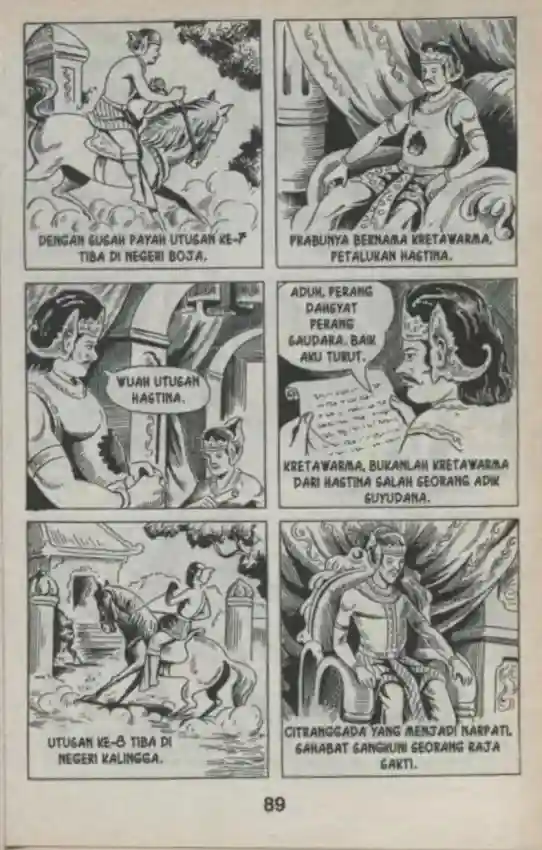 DENGAN SUSAH PAYAH UTUSAN KE-7
TIBA DI NEGERI BOJA.
PRABUNYA BERNAMA KRETAWARMA,
PETALUKAN HASTINA.
WUAH UTUSAN
HASTINA.
ADUH, PERANG
DAHSYAT
PERANG
SAUDARA. BAIK
AKU TURUT.
KRETAWARMA, BUKANLAH KRETAWARMA
DARI HASTINA SALAH SEORANG ADIK
SUYUDANA.
UTUSAN KE-8 TIBA DI
NEGERI KALINGGA.
CITRANGGADA YANG MENJADI NARPATI,
SAHABAT SANGKUNI SEORANG RAJA
SAKTI.
89